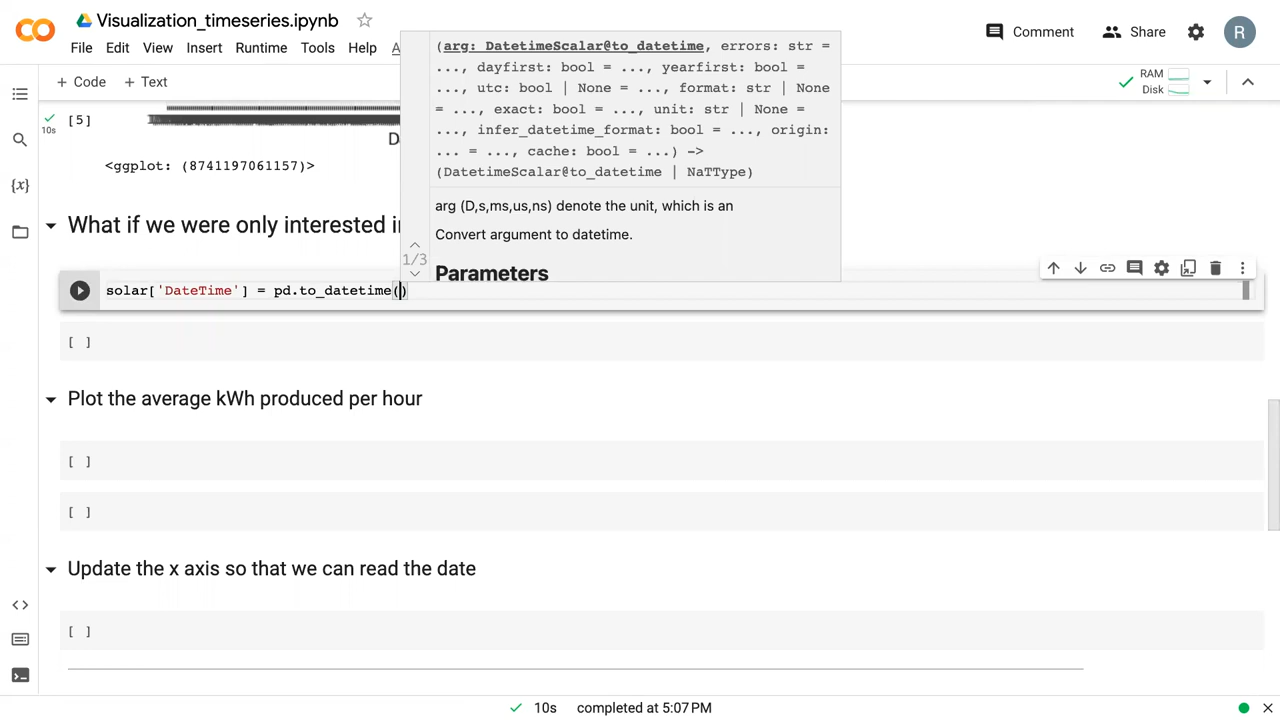 Visualization_timeseries.ipynb
File Edit View Insert Runtime Tools Help
Comment
Share
R
+ Code + Text
RAM
Disk
(arg: DatetimeScalar@to_datetime, errors: str =
..., dayfirst: bool = ..., yearfirst: bool =
..., utc: bool | None = ..., format: str | None
= ..., exact: bool = ..., unit: str | None =
..., infer_datetime_format: bool = ..., origin:
... = ..., cache: bool = ...) ->
(DatetimeScalar@to_datetime | NaTType)
arg (D,s,ms,us,ns) denote the unit, which is an
Convert argument to datetime.
1/3
Parameters
[5]
10s
<ggplot: (8741197061157)>
What if we were only interested i
solar['DateTime'] = pd.to_datetime()
[ ]
Plot the average kWh produced per hour
[ ]
[ ]
Update the x axis so that we can read the date
[ ]
{x}
10s completed at 5:07 PM